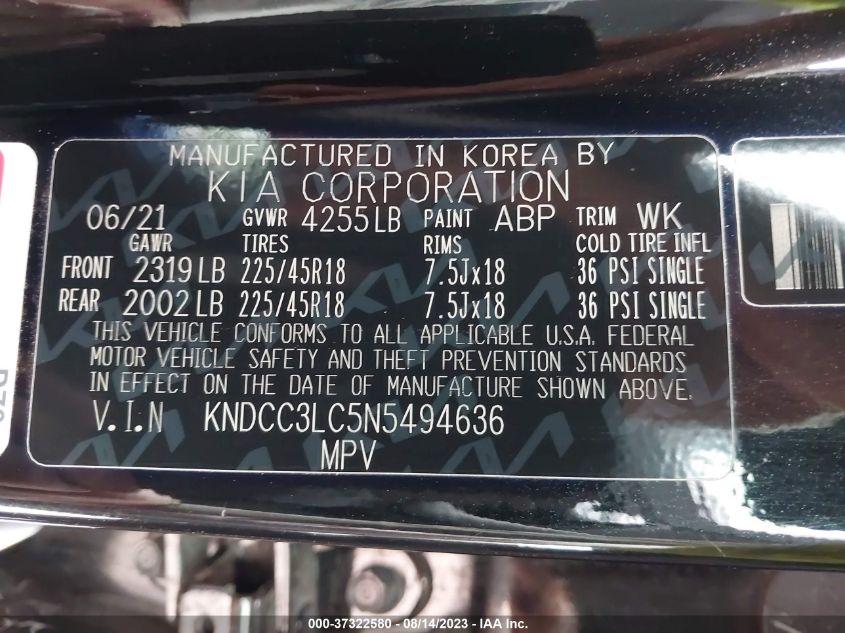 MANUFACTURED IN KOREA BY
KIA CORPORATION
06/21 GVWR 4255LB PAINT ABP TRIM WK
GAWR TIRES RIMS COLD TIRE INFL
FRONT 2319LB 225/45R18 7.5Jx18 36 PSI SINGLE
REAR 2002LB 225/45R18 7.5Jx18 36 PSI SINGLE
THIS VEHICLE CONFORMS TO ALL APPLICABLE U.S.A. FEDERAL
MOTOR VEHICLE SAFETY AND THEFT PREVENTION STANDARDS
IN EFFECT ON THE DATE OF MANUFACTURE SHOWN ABOVE.
V.I.N KNDCC3LC5N5494636
MPV
000-37322580 - 08/14/2023 - IAA Inc.